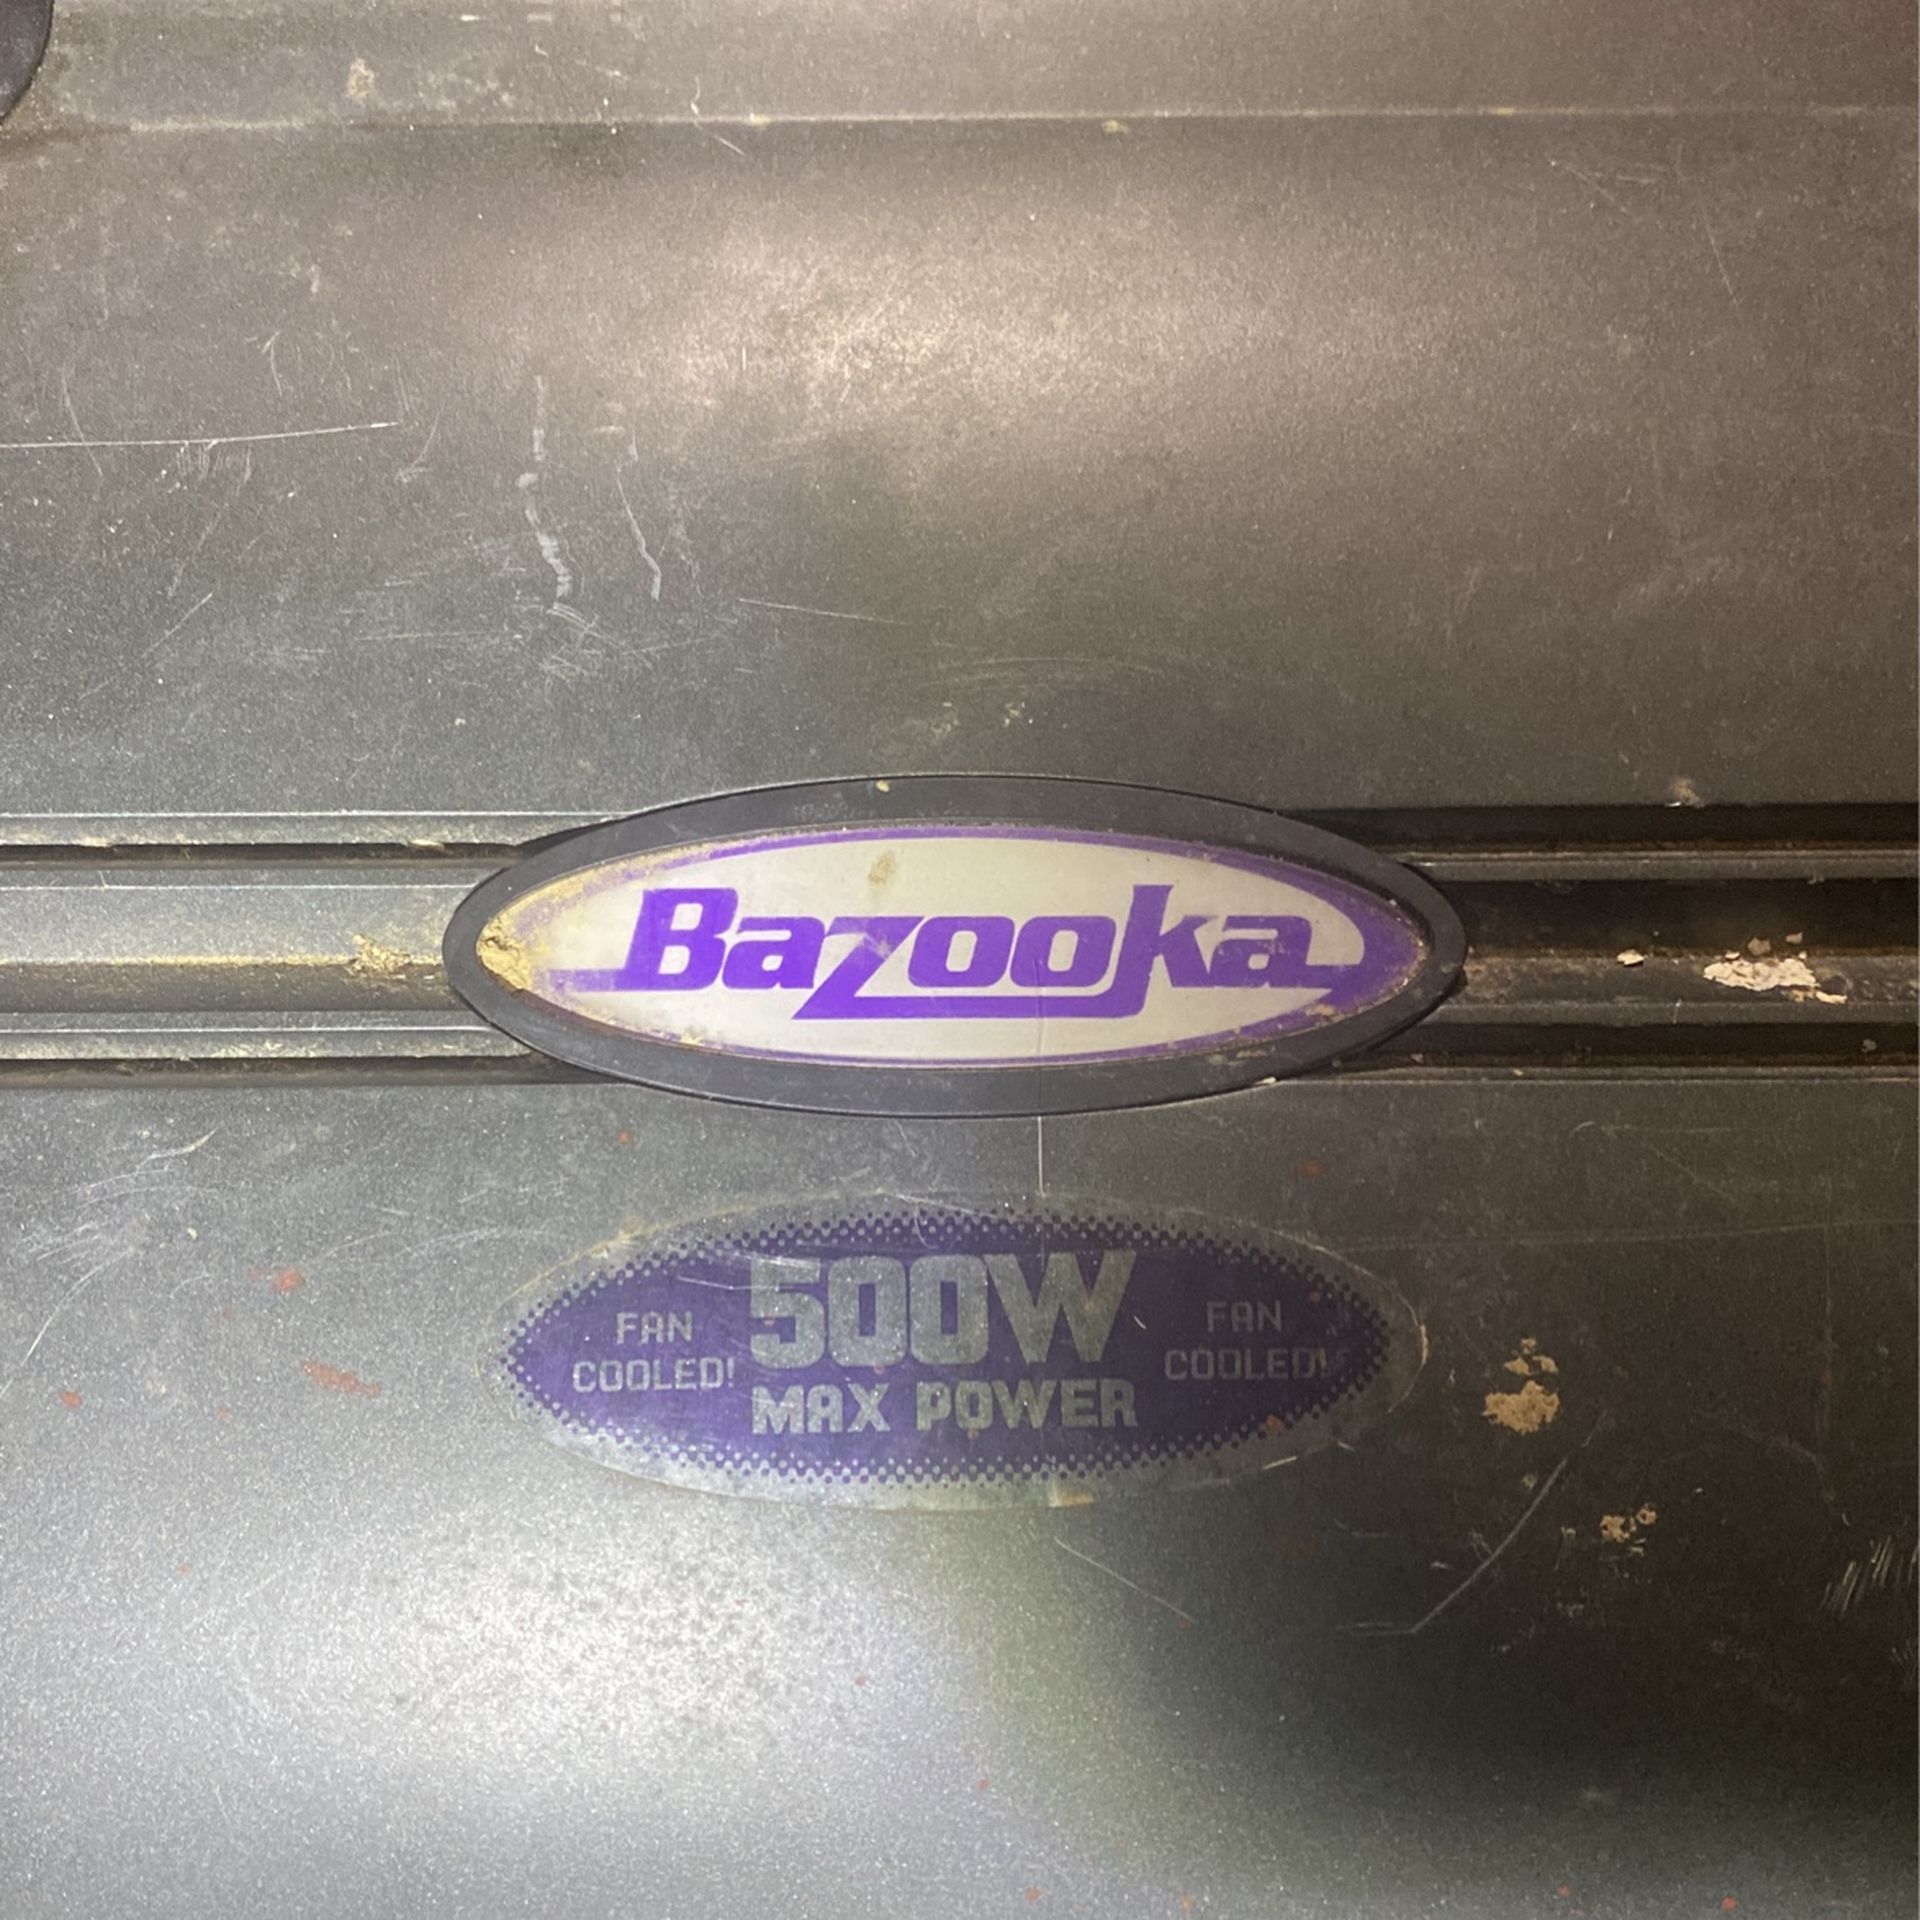 Bazooka
500W
FAN COOLED!
MAX POWER
FAN COOLED!